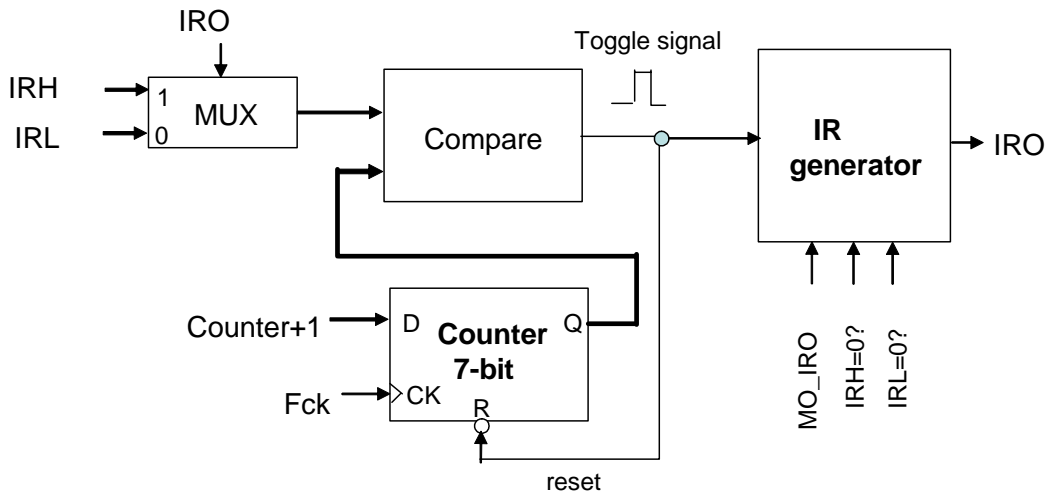 IRO
Toggle signal
IRH
IRL
1
0
MUX
Compare
IR
generator
IRO
Counter+1
Fck
D
Q
Counter
7-bit
CK
R
reset
MO_IRO
IRH=0?
IRL=0?